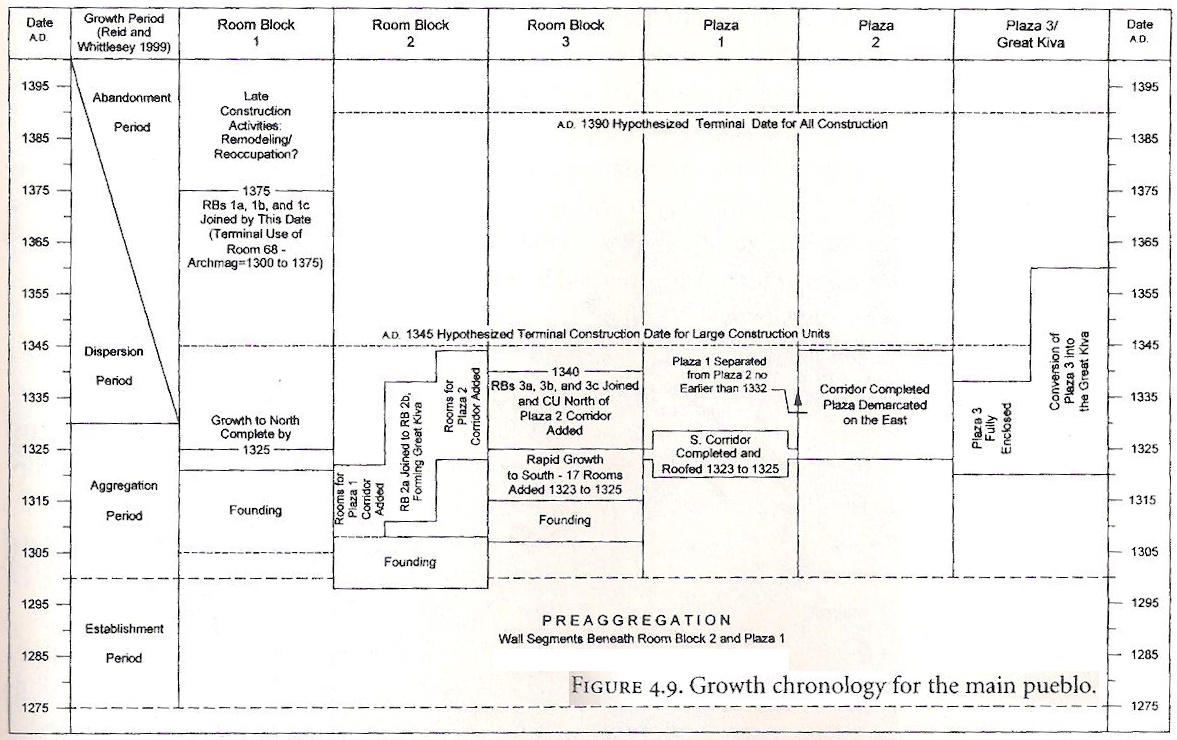 Date
A.D.
Growth Period
(Reid and
Whittlesey 1999)
Room Block
1
Room Block
2
Room Block
3
Plaza
1
Plaza
2
Plaza 3/
Great Kiva
Date
A.D.
1395
1385
1375
1365
1355
1345
1335
1325
1315
1305
1295
1285
1275
Abandonment
Period
Dispersion
Period
Aggregation
Period
Establishment
Period
Late
Construction
Activities:
Remodeling/
Reoccupation?
1375
RBs 1a, 1b, and 1c
Joined by This Date
(Terminal Use of
Room 68 -
Archmag=1300 to 1375)
Growth to North
Complete by
1325
Founding
A.D. 1390 Hypothesized Terminal Date for All Construction
A.D. 1345 Hypothesized Terminal Construction Date for Large Construction Units
Rooms for
Plaza 1
Corridor
Added
RB 2a Joined to RB 2b,
Forming Great Kiva
Rooms for
Plaza 2
Corridor Added
Founding
1340
RBs 3a, 3b, and 3c Joined
and CU North of
Plaza 2 Corridor
Added
Rapid Growth
to South - 17 Rooms
Added 1323 to 1325
Founding
Plaza 1 Separated
from Plaza 2 no
Earlier than 1332
S. Corridor
Completed and
Roofed 1323 to 1325
Corridor Completed
Plaza Demarcated
on the East
Plaza 3
Fully
Enclosed
Conversion of
Plaza 3 into
the Great Kiva
1395
1385
1375
1365
1355
1345
1335
1325
1315
1305
1295
1285
1275
PREAGGREGATION
Wall Segments Beneath Room Block 2 and Plaza 1
FIGURE 4.9. Growth chronology for the main pueblo.